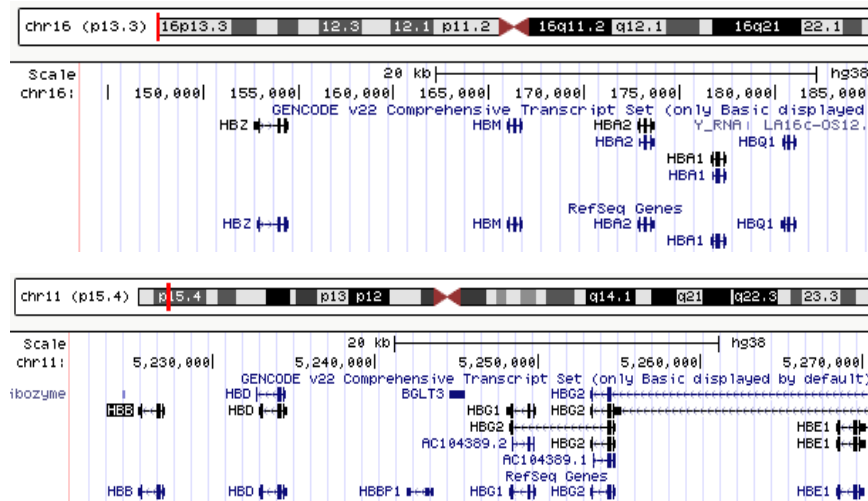 chr16 (p13.3) 16p13.3 12.3 12.1 p11.2 16q11.2 q12.1 16q21 22.1
Scale 20 kb hg38
chr16: 150,000 155,000 160,000 165,000 170,000 175,000 180,000 185,000
GENCODE v22 Comprehensive Transcript Set (only Basic displayed
HBZ HBM HBA2 Y_RNA LA16c-OS12.
HBA2 HBQ1
HBA1
HBA1
RefSeq Genes
HBZ HBM HBA2 HBQ1
HBA1
chr11 (p15.4) p15.4 p13 p12 q14.1 q21 q22.3 23.3
Scale 20 kb hg38
chr11: 5,230,000 5,240,000 5,250,000 5,260,000 5,270,000
GENCODE v22 Comprehensive Transcript Set (only Basic displayed by default)
ibozyme HBD BGLT3 HBG2
HBB HBD HBG1 HBG2
HBG2 HBE1
AC104389.2 HBG2 HBE1
AC104389.1
RefSeq Genes
HBB HBD HBBP1 HBG1 HBG2 HBE1